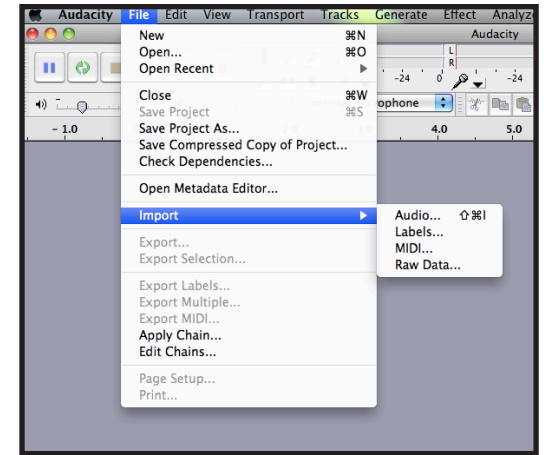 Audacity File Edit View Transport Tracks Generate Effect Analyz
Audacity
New ⌘N
Open... ⌘O
Open Recent
Close ⌘W
Save Project ⌘S
Save Project As...
Save Compressed Copy of Project...
Check Dependencies...
Open Metadata Editor...
Import
Audio... ⇧⌘I
Labels...
MIDI...
Raw Data...
Export...
Export Selection...
Export Labels...
Export Multiple...
Export MIDI...
Apply Chain...
Edit Chains...
Page Setup...
Print...
L
R
-24 0 -24
rophone
- 1.0 4.0 5.0